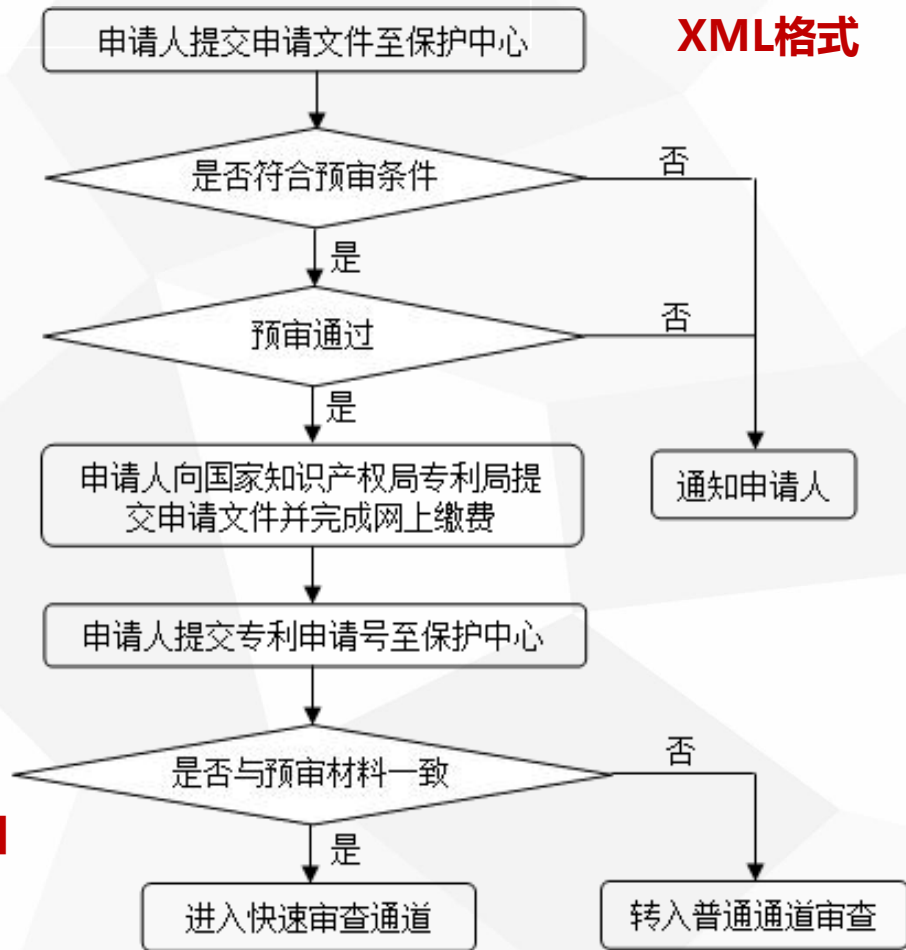 申请人提交申请文件至保护中心
XML格式
是否符合预审条件
否
是
预审通过
否
是
申请人向国家知识产权局专利局提
交申请文件并完成网上缴费
通知申请人
申请人提交专利申请号至保护中心
是否与预审材料一致
否
是
进入快速审查通道
转入普通通道审查